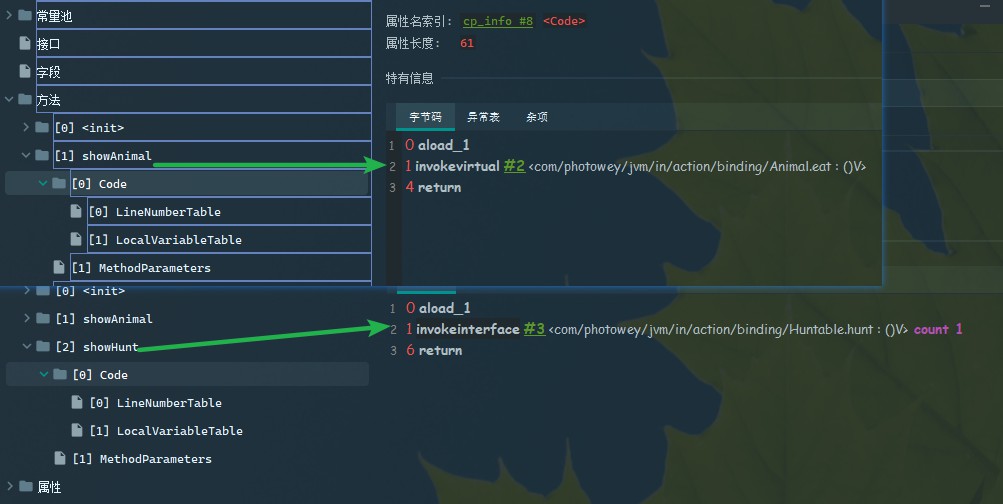 常量池
接口
字段
方法
[0] <init>
[1] showAnimal
[0] Code
[0] LineNumberTable
[1] LocalVariableTable
[1] MethodParameters
属性名索引: cp_info #8 <Code>
属性长度: 61
特有信息
字节码 异常表 杂项
1 0 aload_1
2 1 invokevirtual #2 <com/photowey/jvm/in/action/binding/Animal.eat : ()V>
3 4 return
[0] <init>
[1] showAnimal
[2] showHunt
[0] Code
[0] LineNumberTable
[1] LocalVariableTable
[1] MethodParameters
属性
1 0 aload_1
2 1 invokeinterface #3 <com/photowey/jvm/in/action/binding/Huntable.hunt : ()V> count 1
3 6 return